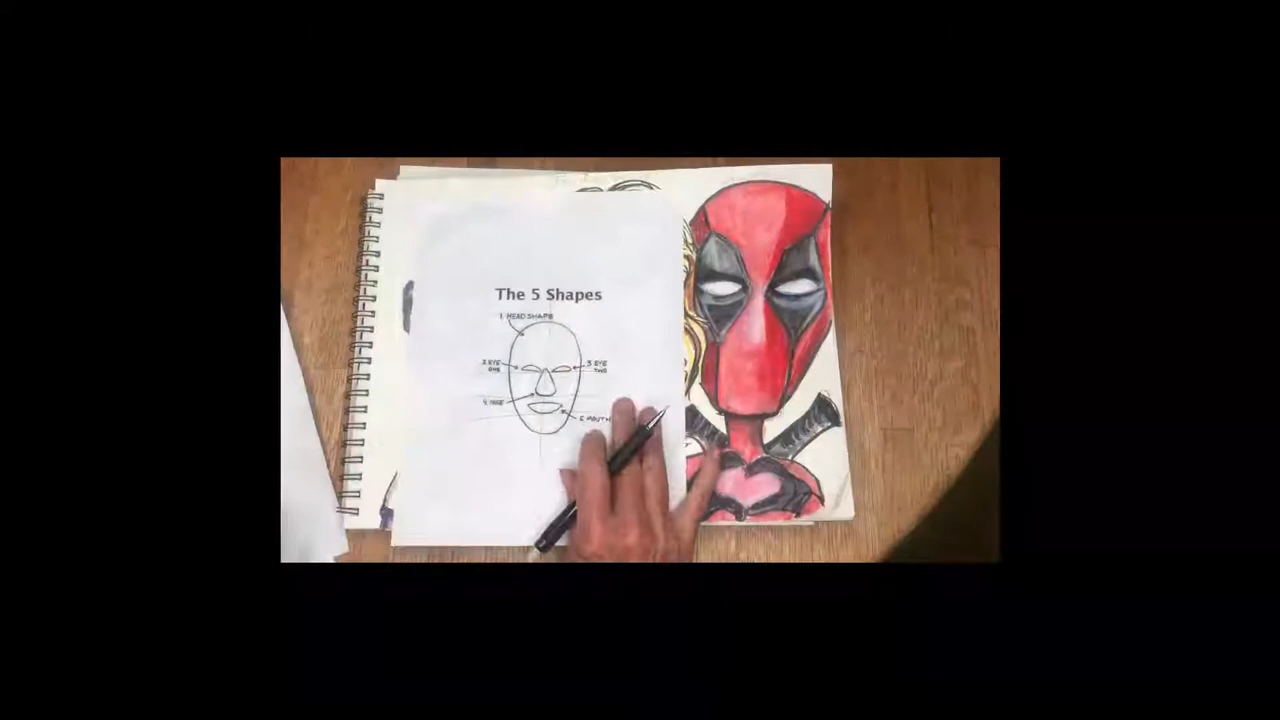 The 5 Shapes
1. HEAD SHAPE
2. EYE
ONE
3. EYE
TWO
4. NOSE
5. MOUTH